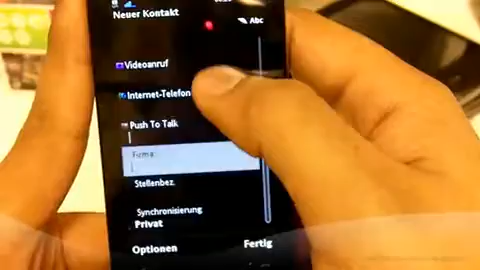 Neuer Kontakt
Abc
Videoanruf
Internet-Telefon
Push To Talk
Firma:
Stellenbez.
Synchronisierung
Privat
Optionen
Fertig